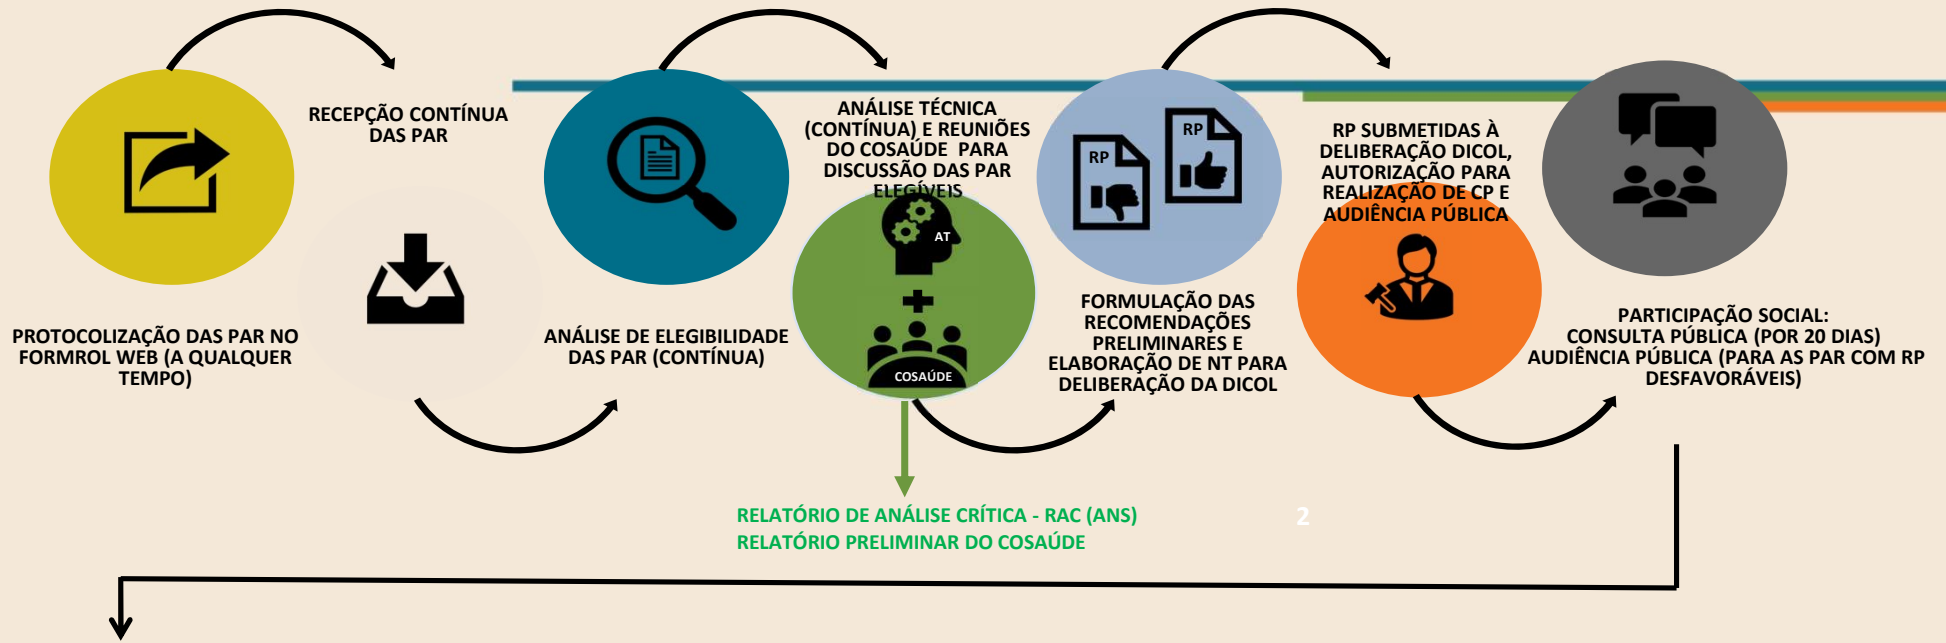 PROTOCOLIZAÇÃO DAS PAR NO
FORMROL WEB (A QUALQUER
TEMPO)
RECEPÇÃO CONTÍNUA
DAS PAR
ANÁLISE DE ELEGIBILIDADE
DAS PAR (CONTÍNUA)
ANÁLISE TÉCNICA
(CONTÍNUA) E REUNIÕES
DO COSAÚDE PARA
DISCUSSÃO DAS PAR
ELEGÍVEIS
AT
COSAÚDE
RP
RP
FORMULAÇÃO DAS
RECOMENDAÇÕES
PRELIMINARES E
ELABORAÇÃO DE NT PARA
DELIBERAÇÃO DA DICOL
RP SUBMETIDAS À
DELIBERAÇÃO DICOL,
AUTORIZAÇÃO PARA
REALIZAÇÃO DE CP E
AUDIÊNCIA PÚBLICA
PARTICIPAÇÃO SOCIAL:
CONSULTA PÚBLICA (POR 20 DIAS)
AUDIÊNCIA PÚBLICA (PARA AS PAR COM RP
DESFAVORÁVEIS)
RELATÓRIO DE ANÁLISE CRÍTICA - RAC (ANS)
RELATÓRIO PRELIMINAR DO COSAÚDE
2